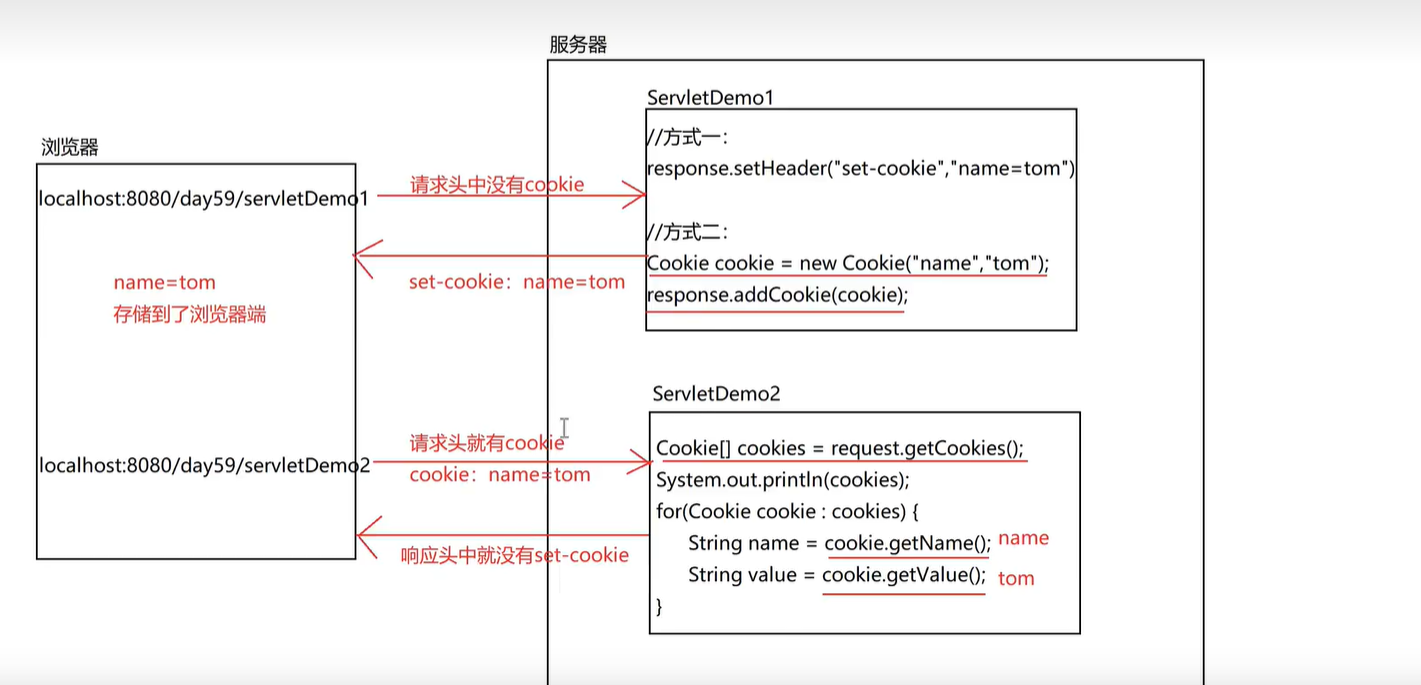 服务器
浏览器
localhost:8080/day59/servletDemo1
请求头中没有cookie
set-cookie：name=tom
name=tom
存储到了浏览器端
ServletDemo1
//方式一：
response.setHeader("set-cookie","name=tom")
//方式二：
Cookie cookie = new Cookie("name","tom");
response.addCookie(cookie);
localhost:8080/day59/servletDemo2
请求头就有cookie
cookie：name=tom
响应头中就没有set-cookie
ServletDemo2
Cookie[] cookies = request.getCookies();
System.out.println(cookies);
for(Cookie cookie : cookies) {
String name = cookie.getName(); name
String value = cookie.getValue(); tom
}